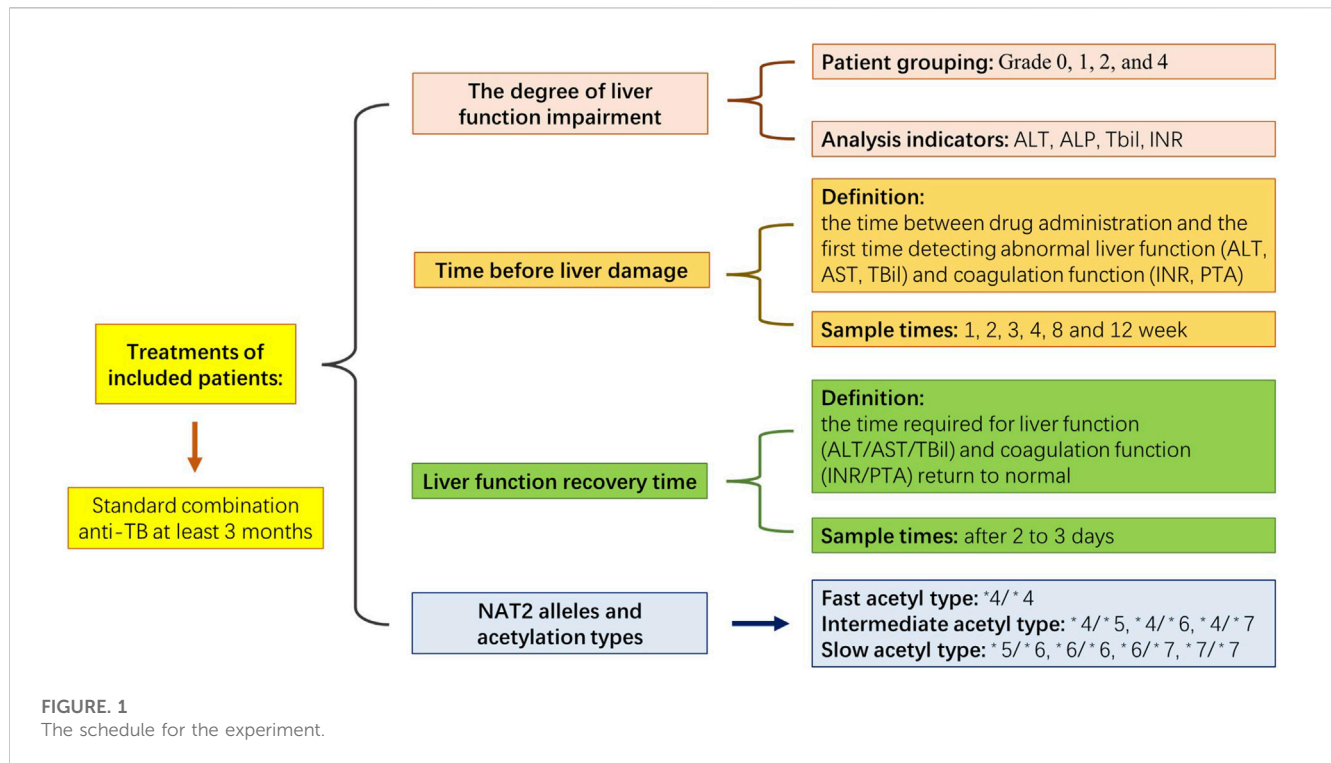 Treatments of
included patients:
Standard combination
anti-TB at least 3 months
The degree of liver
function impairment
Patient grouping: Grade 0, 1, 2, and 4
Analysis indicators: ALT, ALP, Tbil, INR
Time before liver damage
Definition:
the time between drug administration and the
first time detecting abnormal liver function (ALT,
AST, TBil) and coagulation function (INR, PTA)
Sample times: 1, 2, 3, 4, 8 and 12 week
Liver function recovery time
Definition:
the time required for liver function
(ALT/AST/TBil) and coagulation function
(INR/PTA) return to normal
Sample times: after 2 to 3 days
NAT2 alleles and
acetylation types
Fast acetyl type: *4/* 4
Intermediate acetyl type: * 4/* 5, * 4/* 6, * 4/* 7
Slow acetyl type: * 5/* 6, * 6/* 6, * 6/* 7, * 7/* 7
FIGURE. 1
The schedule for the experiment.